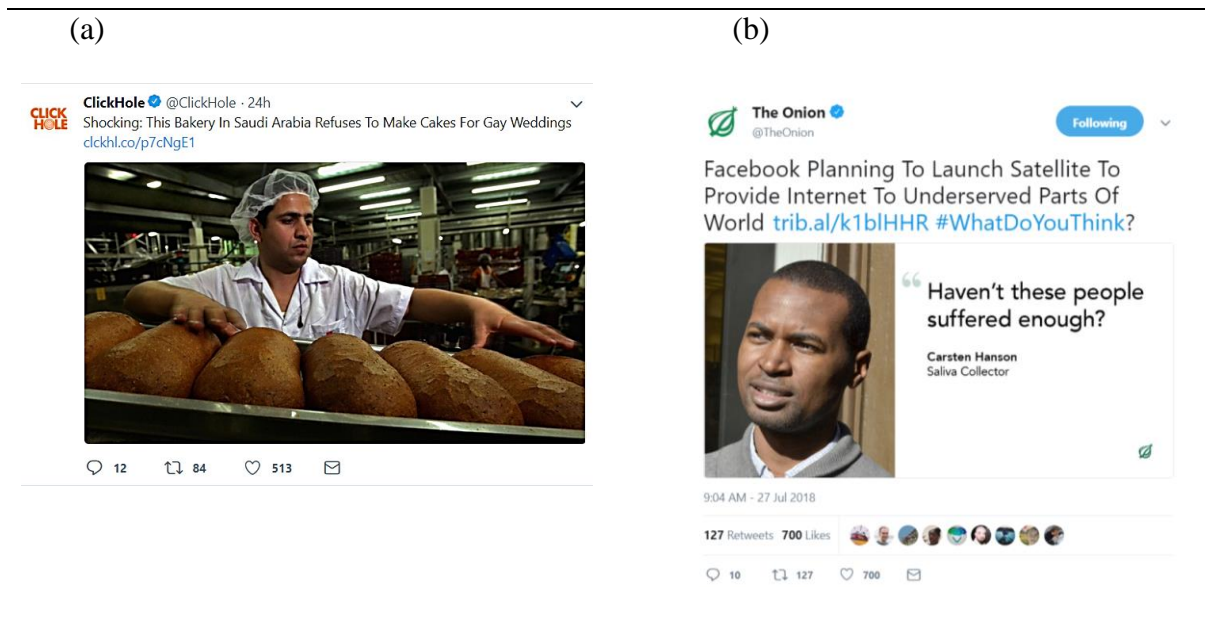 (a)
(b)
CLICK
HOLE
ClickHole @ClickHole · 24h
Shocking: This Bakery In Saudi Arabia Refuses To Make Cakes For Gay Weddings
clckhl.co/p7cNgE1
12 84 513
The Onion
@TheOnion
Following
Facebook Planning To Launch Satellite To
Provide Internet To Underserved Parts Of
World trib.al/k1blHHR #WhatDoYouThink?
“ Haven’t these people
suffered enough?
Carsten Hanson
Saliva Collector
9:04 AM - 27 Jul 2018
127 Retweets 700 Likes
10 127 700